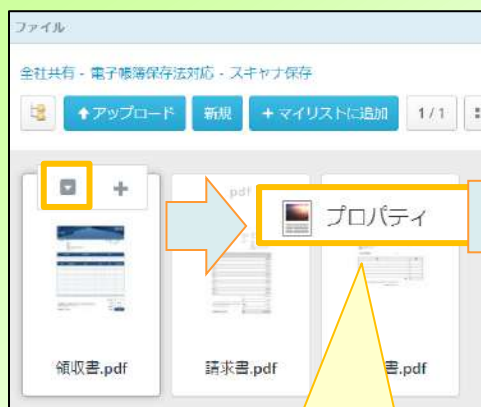 ファイル
全社共有 - 電子帳簿保存法対応 - スキャナ保存
アップロード 新規 + マイリストに追加 1 / 1
pdf
プロパティ
領収書.pdf 請求書.pdf 書.pdf